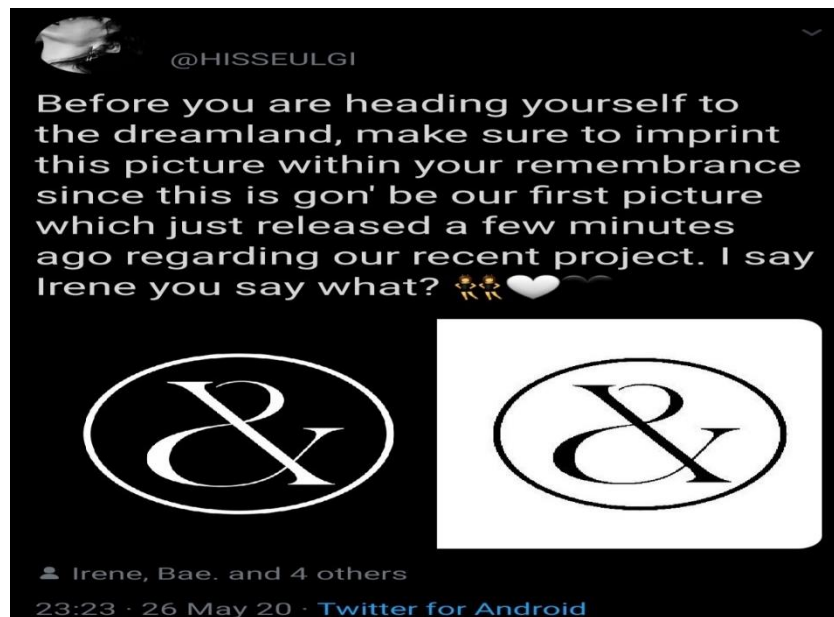 @HISSEULGI
Before you are heading yourself to
the dreamland, make sure to imprint
this picture within your remembrance
since this is gon' be our first picture
which just released a few minutes
ago regarding our recent project. I say
Irene you say what? 👯🤍🖤
&
&
Irene, Bae. and 4 others
23:23 · 26 May 20 · Twitter for Android